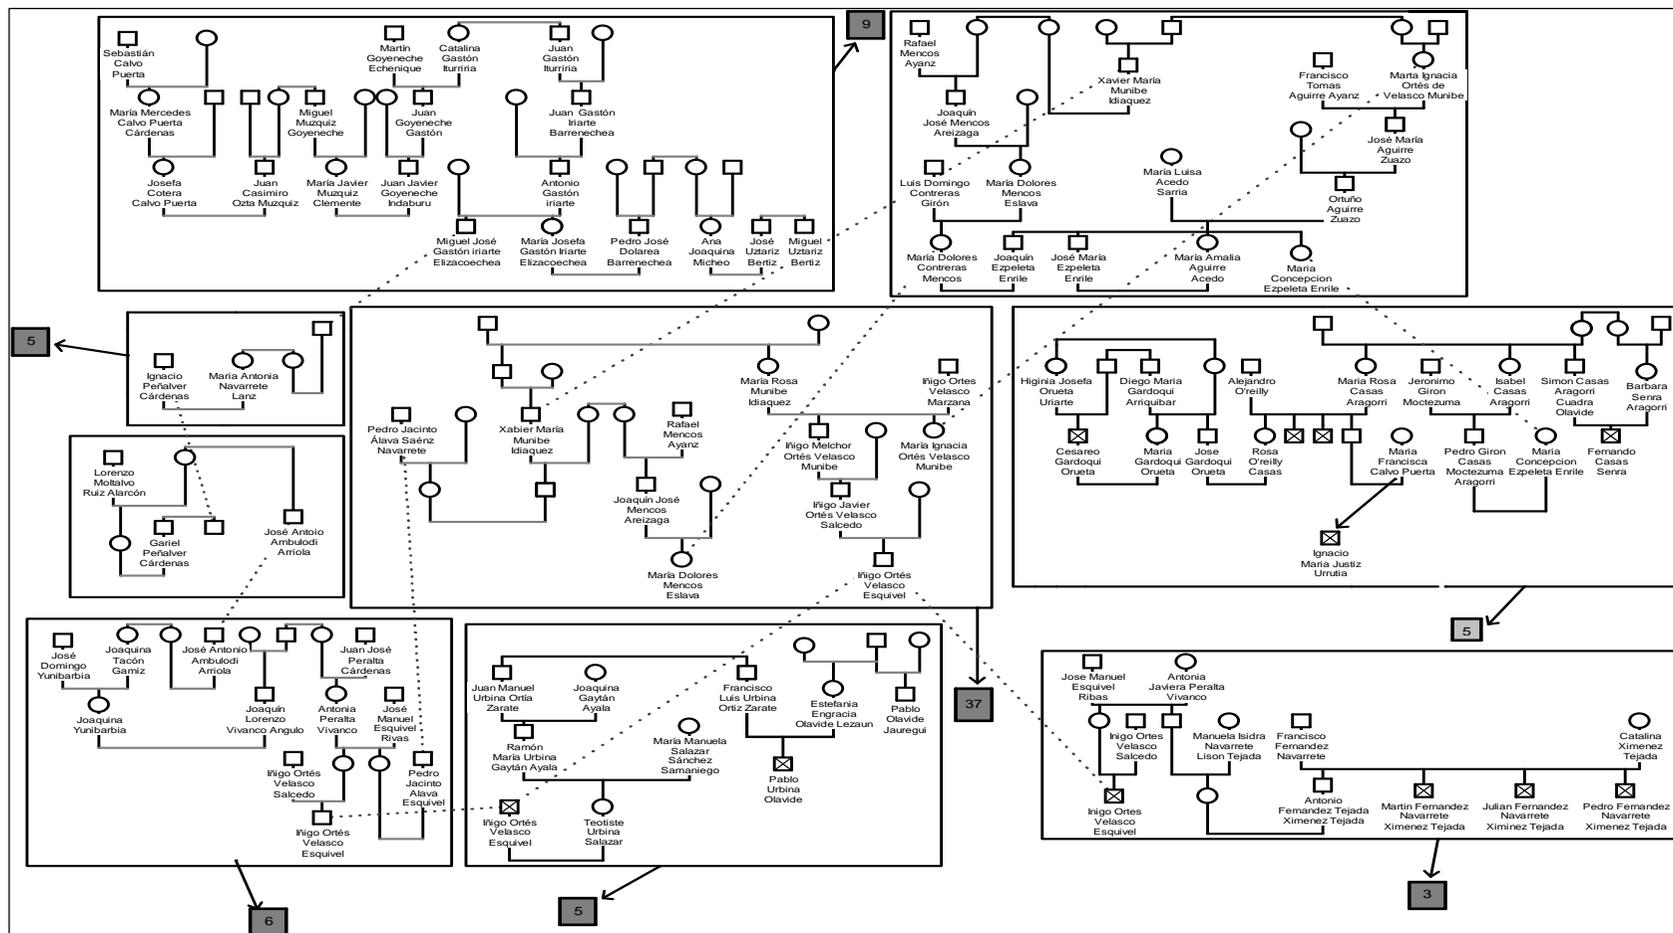 9
Sebastián
Calvo
Puerta
Martín
Goyeneche
Echenique
Catalina
Gastón
Iturriria
Juan
Gastón
Iturriria
María Mercedes
Calvo Puerta
Cárdenas
Miguel
Muzquiz
Goyeneche
Juan
Goyeneche
Gastón
Juan Gastón
Iriarte
Barrenechea
Josefa
Cotera
Calvo Puerta
Juan
Casimiro
Ozta Muzquiz
María Javier
Muzquiz
Clemente
Juan Javier
Goyeneche
Indaburu
Antonio
Gastón
iriarte
Miguel José
Gastón iriarte
Elizacoechea
María Josefa
Gastón Iriarte
Elizacoechea
Pedro José
Dolarea
Barrenechea
Ana
Joaquina
Micheo
José
Uztariz
Bertiz
Miguel
Uztariz
Bertiz
Rafael
Mencos
Ayanz
Xavier María
Munibe
Idiaquez
Francisco
Tomas
Aguirre Ayanz
Marta Ignacia
Ortés de
Velasco Munibe
Joaquín
José Mencos
Areizaga
José María
Aguirre
Zuazo
Luis Domingo
Contreras
Girón
María Dolores
Mencos
Eslava
María Luisa
Acedo
Sarria
Ortuño
Aguirre
Zuazo
María Dolores
Contreras
Mencos
Joaquín
Ezpeleta
Enrile
José María
Ezpeleta
Enrile
María Amalia
Aguirre
Acedo
Maria
Concepcion
Ezpeleta Enrile
5
Ignacio
Peñalver
Cárdenas
Maria Antonia
Navarrete
Lanz
Lorenzo
Moltalvo
Ruiz Alarcón
Gariel
Peñalver
Cárdenas
José Antoio
Ambulodi
Arriola
María Rosa
Munibe
Idiaquez
Iñigo Ortes
Velasco
Marzana
Pedro Jacinto
Álava Saénz
Navarrete
Xabier María
Munibe
Idiaquez
Rafael
Mencos
Ayanz
Iñigo Melchor
Ortés Velasco
Munibe
María Ignacia
Ortés Velasco
Munibe
Joaquín José
Mencos
Areizaga
Iñigo Javier
Ortés Velasco
Salcedo
María Dolores
Mencos
Eslava
Iñigo Ortés
Velasco
Esquivel
37
Higinia Josefa
Orueta
Uriarte
Diego Maria
Gardoqui
Arriquibar
Alejandro
O'reilly
Maria Rosa
Casas
Aragorri
Jeronimo
Giron
Moctezuma
Isabel
Casas
Aragorri
Simon Casas
Aragorri
Cuadra
Olavide
Barbara
Senra
Aragorri
Cesareo
Gardoqui
Orueta
Maria
Gardoqui
Orueta
Jose
Gardoqui
Orueta
Rosa
O'reilly
Casas
Maria
Francisca
Calvo Puerta
Pedro Giron
Casas
Moctezuma
Aragorri
Maria
Concepcion
Ezpeleta Enrile
Fernando
Casas
Senra
Ignacio
Maria Justiz
Urrutia
5
José
Domingo
Yunibarbia
Joaquina
Tacón
Gamiz
José Antonio
Ambulodi
Arriola
Juan José
Peralta
Cárdenas
Joaquina
Yunibarbia
Joaquín
Lorenzo
Vivanco Angulo
Antonia
Peralta
Vivanco
José
Manuel
Esquivel
Rivas
Iñigo Ortés
Velasco
Salcedo
Pedro
Jacinto
Alava
Esquivel
Iñigo Ortés
Velasco
Esquivel
6
Juan Manuel
Urbina Ortía
Zarate
Joaquina
Gaytán
Ayala
Francisco
Luis Urbina
Ortiz Zarate
Estefania
Engracia
Olavide Lezaun
Pablo
Olavide
Jauregui
Ramón
María Urbina
Gaytán Ayala
María Manuela
Salazar
Sánchez
Samaniego
Pablo
Urbina
Olavide
Iñigo Ortés
Velasco
Esquivel
Teotiste
Urbina
Salazar
5
Jose Manuel
Esquivel
Ribas
Antonia
Javiera Peralta
Vivanco
Inigo Ortes
Velasco
Salcedo
Manuela Isidra
Navarrete
Lison Tejada
Francisco
Fernandez
Navarrete
Catalina
Ximenez
Tejada
Inigo Ortes
Velasco
Esquivel
Antonio
Fernandez Tejada
Ximenez Tejada
Martin Fernandez
Navarrete
Ximenez Tejada
Julian Fernandez
Navarrete
Ximinez Tejada
Pedro Fernandez
Navarrete
Ximenez Tejada
3